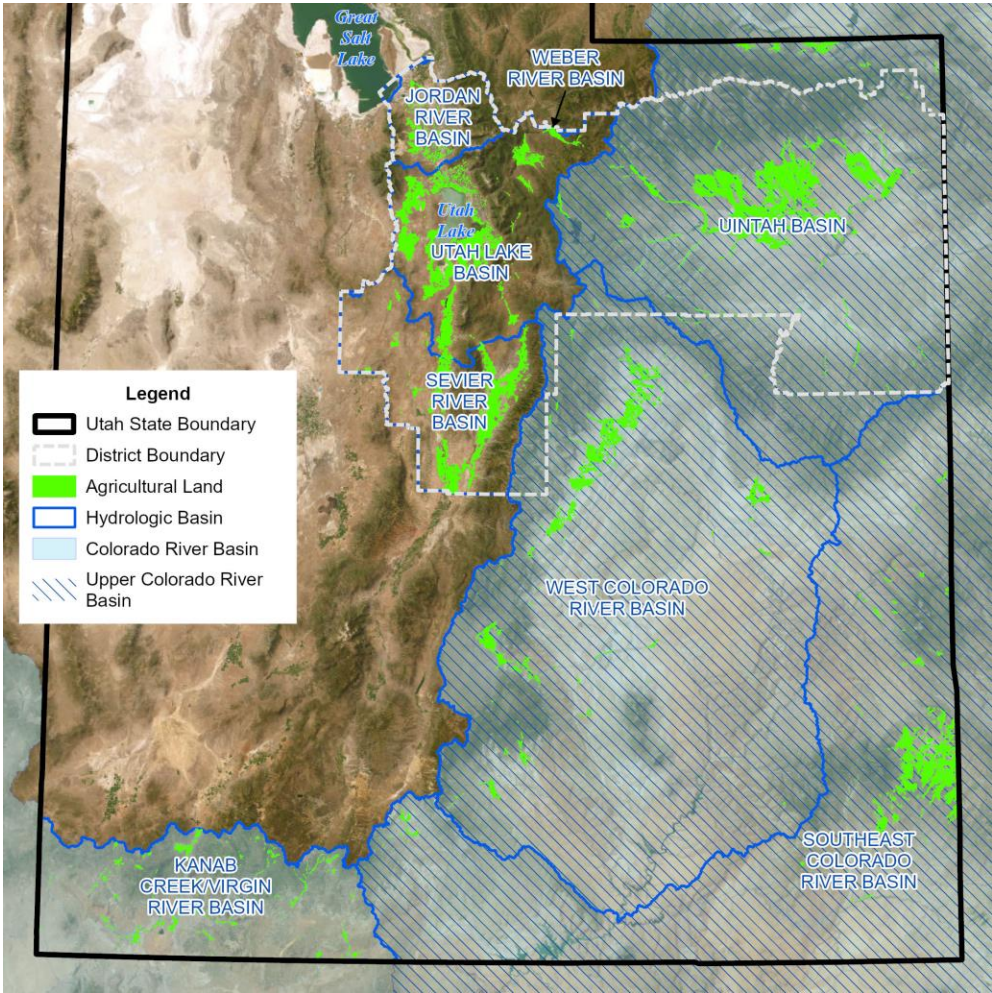 Great
Salt
Lake
WEBER
RIVER BASIN
JORDAN
RIVER
BASIN
Utah
Lake
UTAH LAKE
BASIN
UINTAH BASIN
SEVIER
RIVER
BASIN
Legend
Utah State Boundary
District Boundary
Agricultural Land
Hydrologic Basin
Colorado River Basin
Upper Colorado River
Basin
WEST COLORADO
RIVER BASIN
KANAB
CREEK/VIRGIN
RIVER BASIN
SOUTHEAST
COLORADO
RIVER BASIN